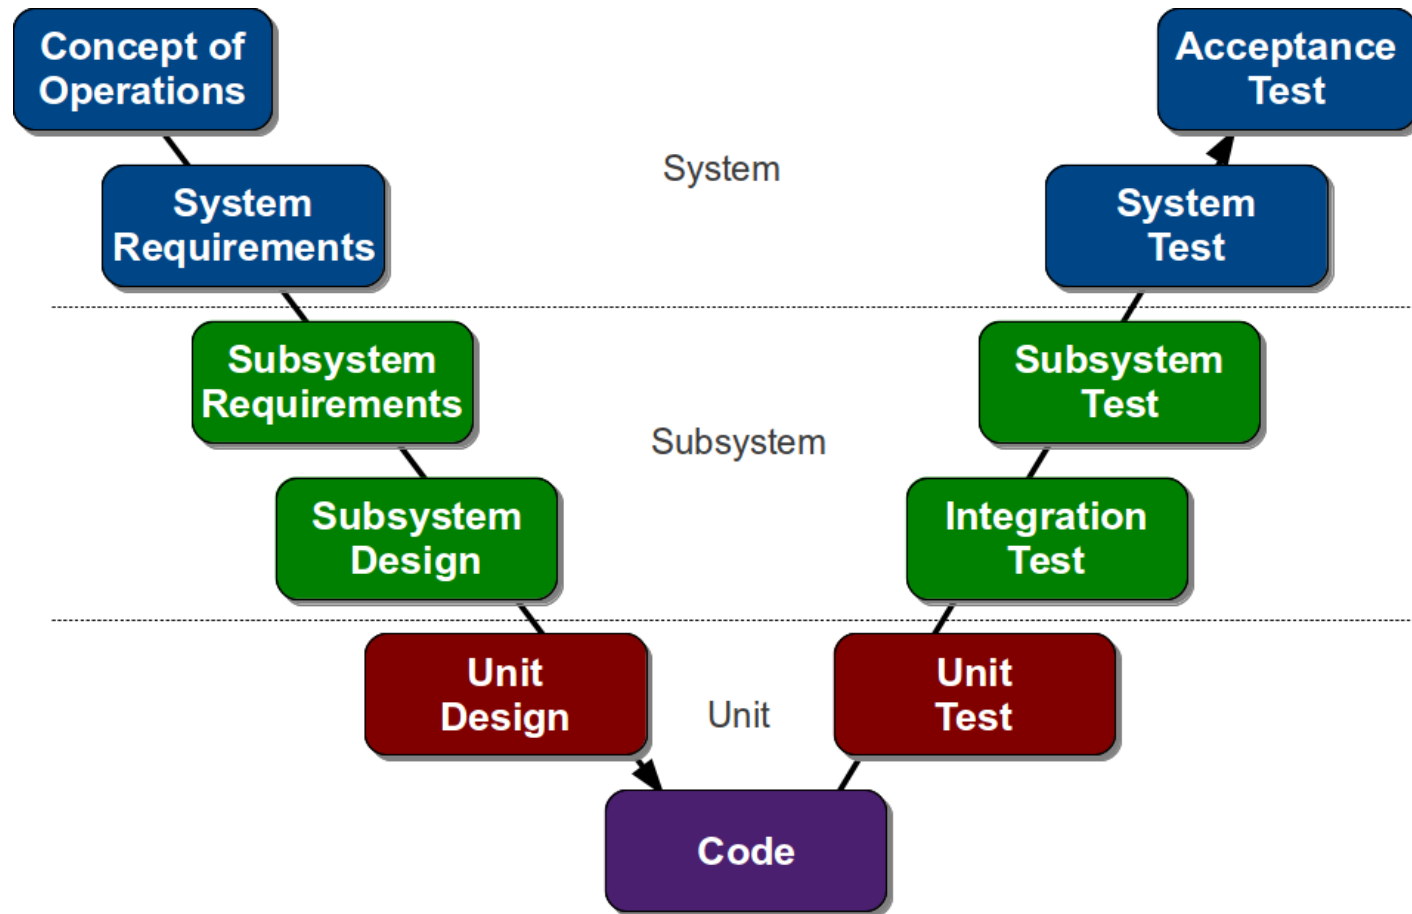 Concept of
Operations
Acceptance
Test
System
System
Requirements
System
Test
Subsystem
Requirements
Subsystem
Test
Subsystem
Subsystem
Design
Integration
Test
Unit
Design
Unit
Unit
Test
Code